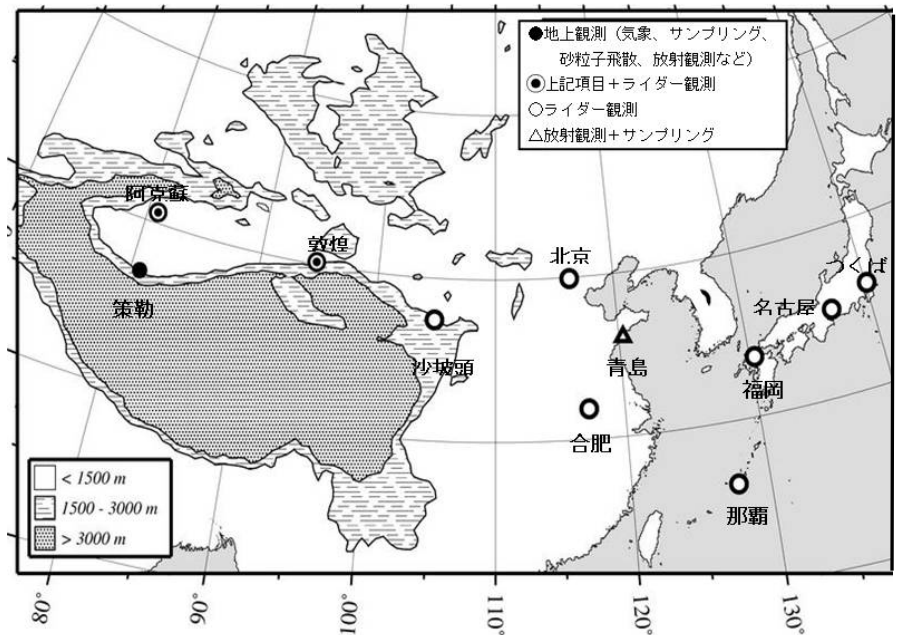 ●地上観測（気象、サンプリング、
砂粒子飛散、放射観測など）
◉上記項目＋ライダー観測
○ライダー観測
△放射観測＋サンプリング
阿克蘇
敦煌
北京
つくば
策勒
名古屋
沙坡頭
青島
福岡
合肥
那覇
< 1500 m
1500 - 3000 m
> 3000 m
80°
90°
100°
110°
120°
130°